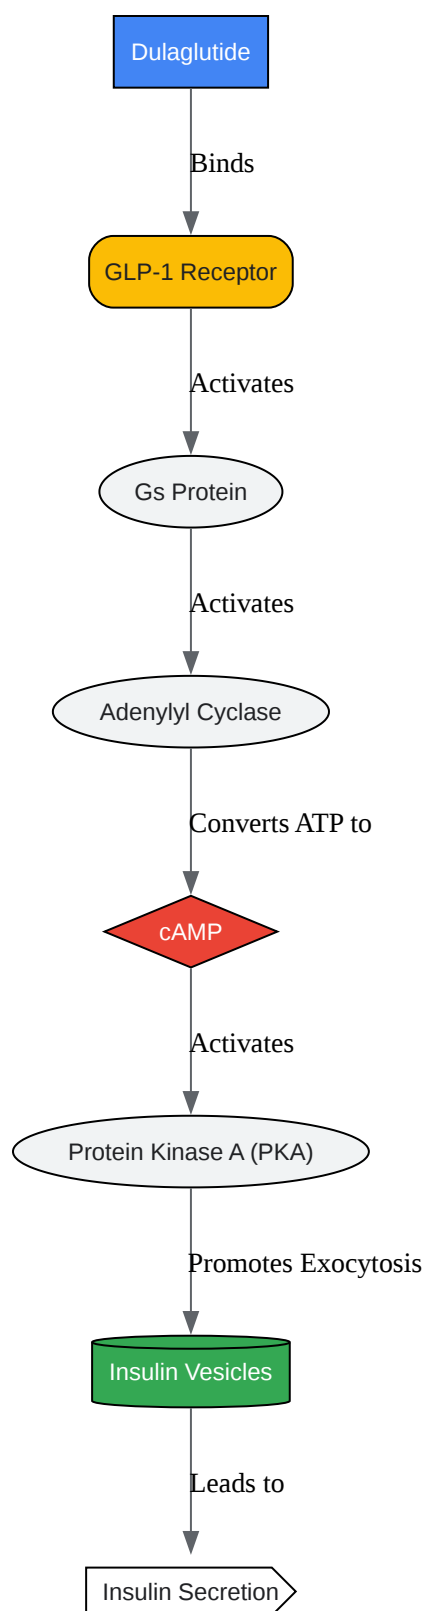 Dulaglutide
Binds
GLP-1 Receptor
Activates
Gs Protein
Activates
Adenylyl Cyclase
Converts ATP to
cAMP
Activates
Protein Kinase A (PKA)
Promotes Exocytosis
Insulin Vesicles
Leads to
Insulin Secretion